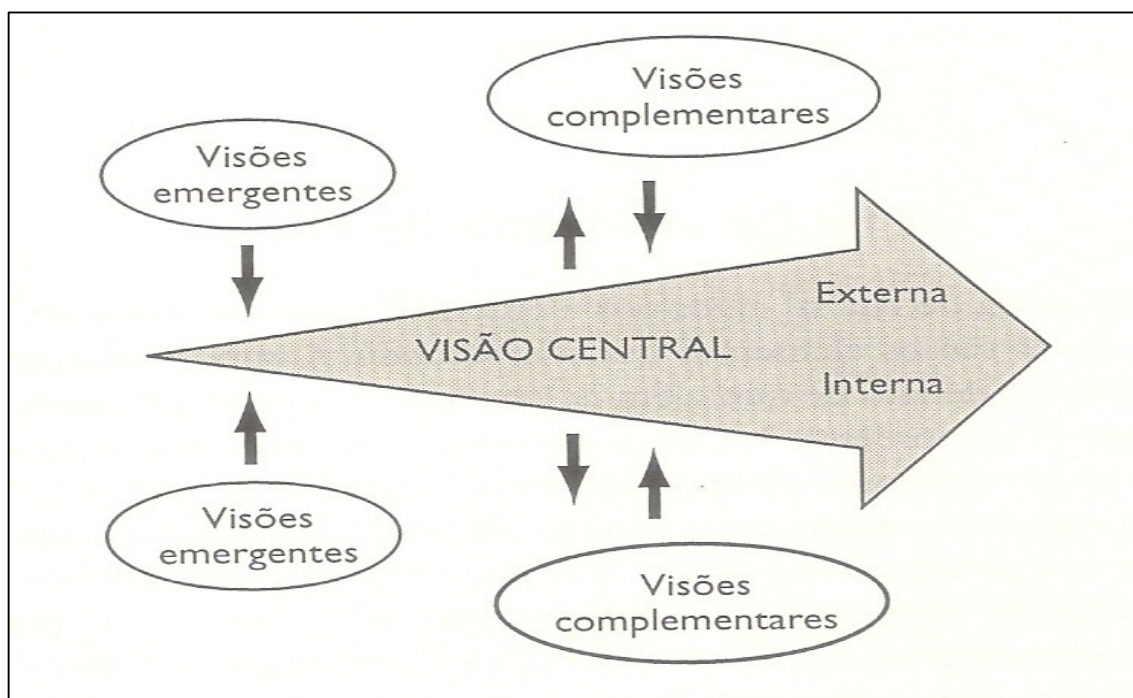 Visões
complementares
Visões
emergentes
Externa
VISÃO CENTRAL
Interna
Visões
emergentes
Visões
complementares